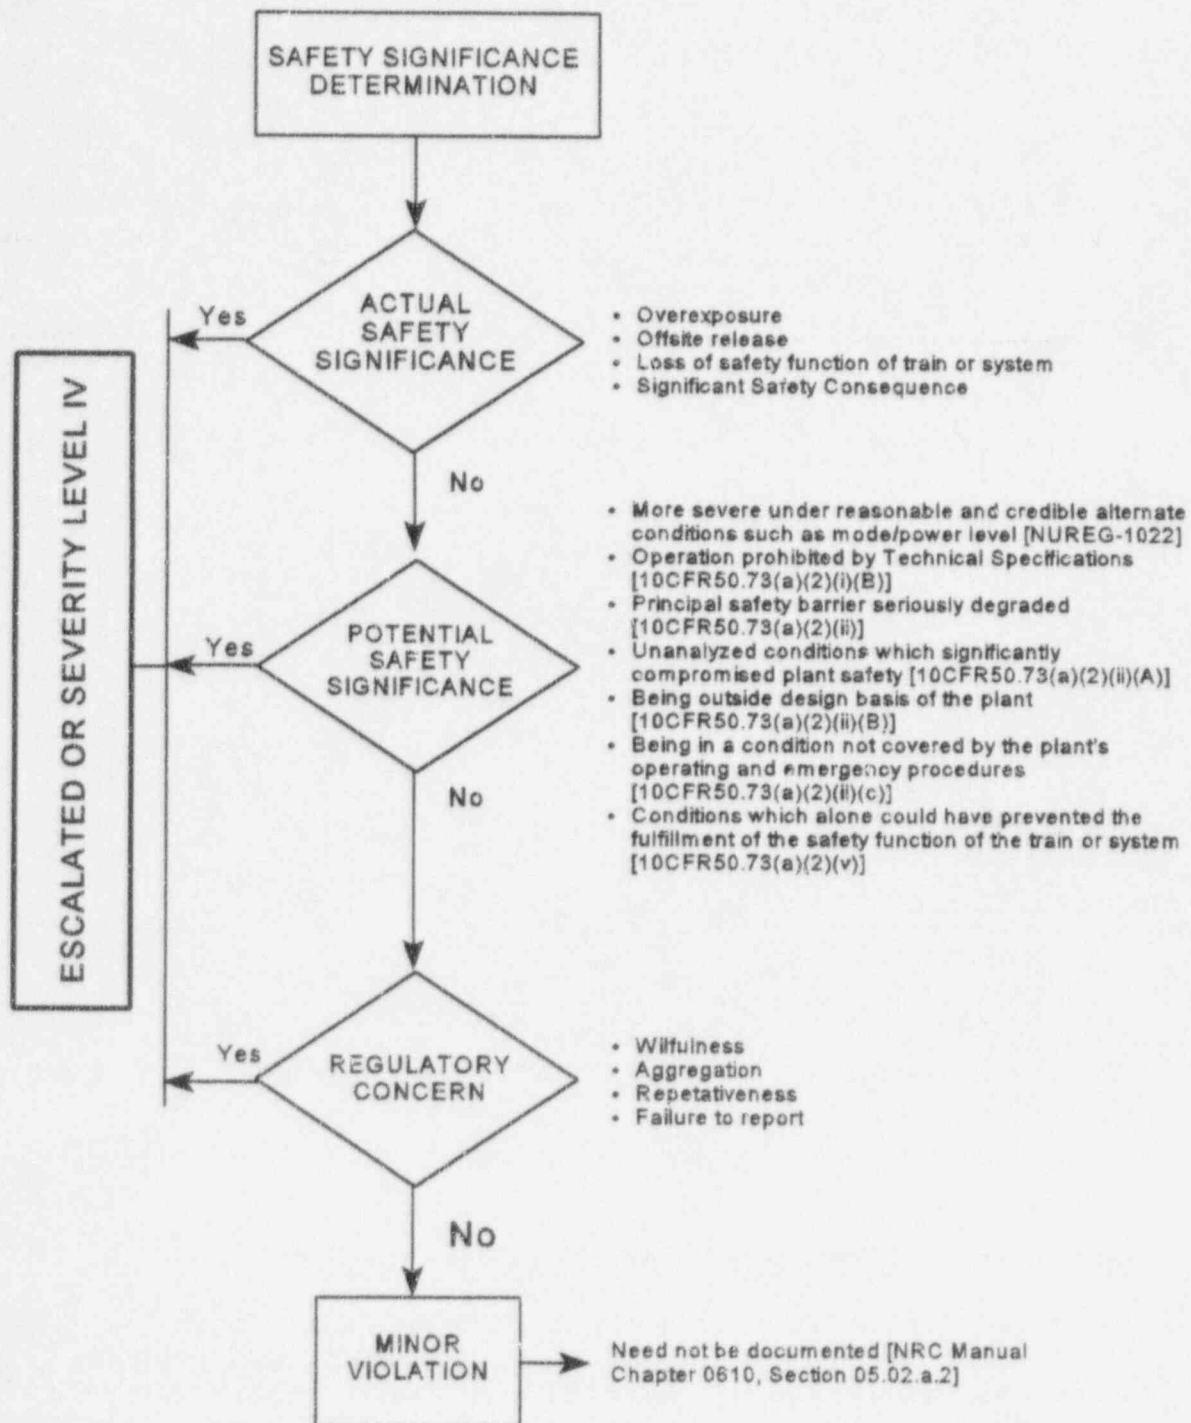 SAFETY SIGNIFICANCE
DETERMINATION
Yes
ACTUAL
SAFETY
SIGNIFICANCE
• Overexposure
• Offsite release
• Loss of safety function of train or system
• Significant Safety Consequence
No
ESCALATED OR SEVERITY LEVEL IV
Yes
POTENTIAL
SAFETY
SIGNIFICANCE
• More severe under reasonable and credible alternate
conditions such as mode/power level [NUREG-1022]
• Operation prohibited by Technical Specifications
[10CFR50.73(a)(2)(i)(B)]
• Principal safety barrier seriously degraded
[10CFR50.73(a)(2)(ii)]
• Unanalyzed conditions which significantly
compromised plant safety [10CFR50.73(a)(2)(ii)(A)]
• Being outside design basis of the plant
[10CFR50.73(a)(2)(ii)(B)]
• Being in a condition not covered by the plant's
operating and emergency procedures
[10CFR50.73(a)(2)(ii)(c)]
• Conditions which alone could have prevented the
fulfillment of the safety function of the train or system
[10CFR50.73(a)(2)(v)]
No
Yes
REGULATORY
CONCERN
• Wilfulness
• Aggregation
• Repetativeness
• Failure to report
No
MINOR
VIOLATION
Need not be documented [NRC Manual
Chapter 0610, Section 05.02.a.2]